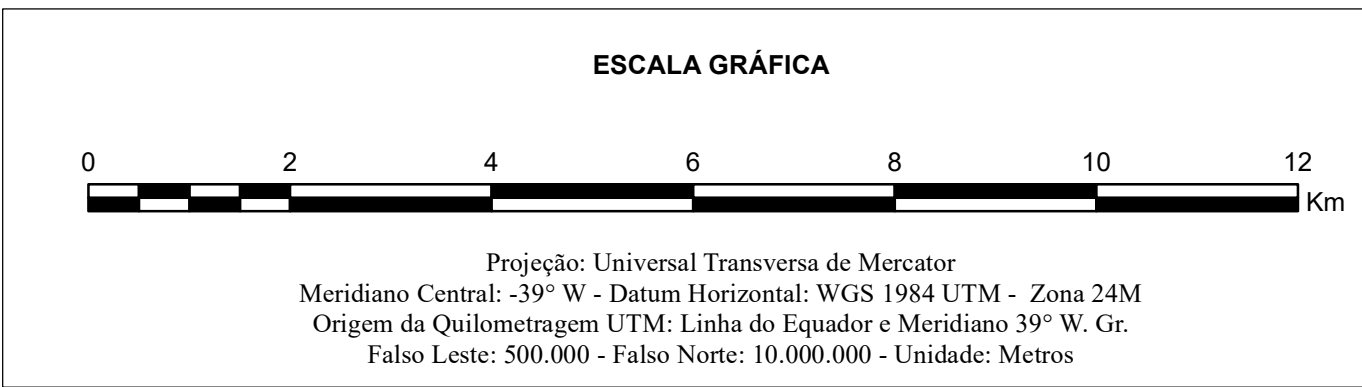 ESCALA GRÁFICA
0 2 4 6 8 10 12
Km
Projeção: Universal Transversa de Mercator
Meridiano Central: -39° W - Datum Horizontal: WGS 1984 UTM - Zona 24M
Origem da Quilometragem UTM: Linha do Equador e Meridiano 39° W. Gr.
Falso Leste: 500.000 - Falso Norte: 10.000.000 - Unidade: Metros